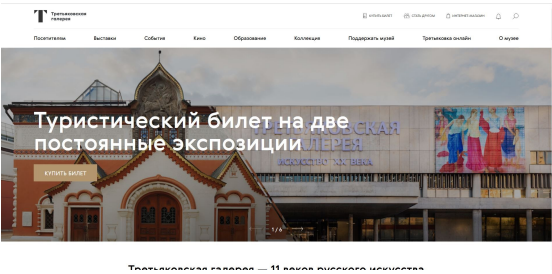 Третьяковская
галерея
КУПИТЬ БИЛЕТ
СТАТЬ ДРУГОМ
ИНТЕРНЕТ-МАГАЗИН
Посетителям
Выставки
События
Кино
Образование
Коллекция
Поддержать музей
Третьяковка онлайн
О музее
Туристический билет на две
постоянные экспозиции
ТРЕТЬЯКОВСКАЯ
ГАЛЕРЕЯ
ИСКУССТВО XX ВЕКА
КУПИТЬ БИЛЕТ
1 / 6
Третьяковская галерея — 11 веков русского искусства